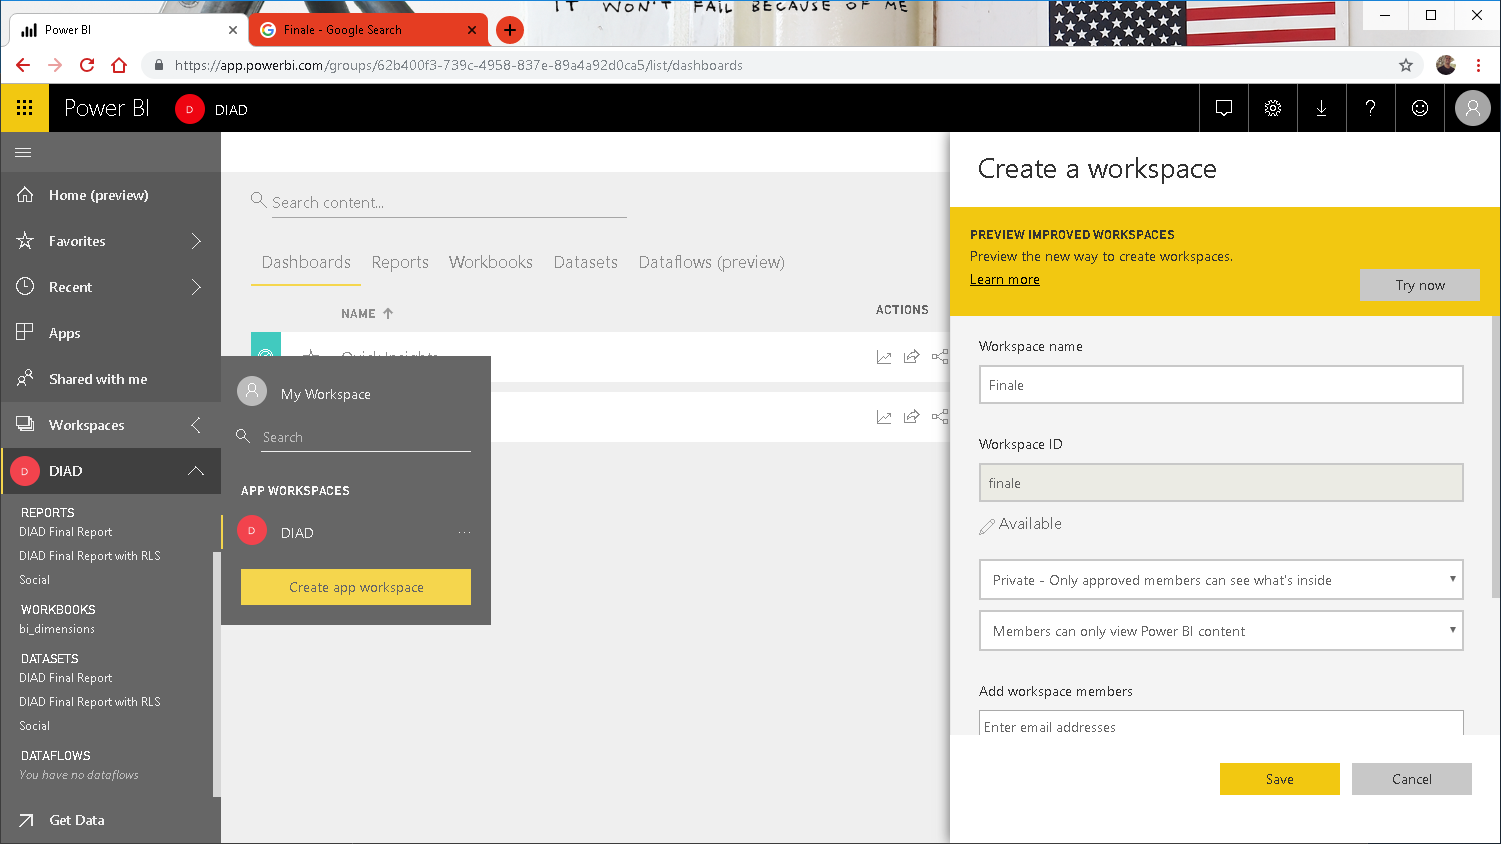 IT WON'T FAIL BECAUSE OF ME
Power BI
Finale - Google Search
https://app.powerbi.com/groups/62b400f3-739c-4958-837e-89a4a92d0ca5/list/dashboards
Power BI
D
DIAD
Home (preview)
Favorites
Recent
Apps
Shared with me
Workspaces
D
DIAD
REPORTS
DIAD Final Report
DIAD Final Report with RLS
Social
WORKBOOKS
bi_dimensions
DATASETS
DIAD Final Report
DIAD Final Report with RLS
Social
DATAFLOWS
You have no dataflows
Get Data
Search content...
Dashboards Reports Workbooks Datasets Dataflows (preview)
NAME
ACTIONS
Quick Insights
My Workspace
Search
APP WORKSPACES
D
DIAD
...
Create app workspace
Create a workspace
PREVIEW IMPROVED WORKSPACES
Preview the new way to create workspaces.
Learn more
Try now
Workspace name
Finale
Workspace ID
finale
Available
Private - Only approved members can see what's inside
Members can only view Power BI content
Add workspace members
Enter email addresses
Save
Cancel